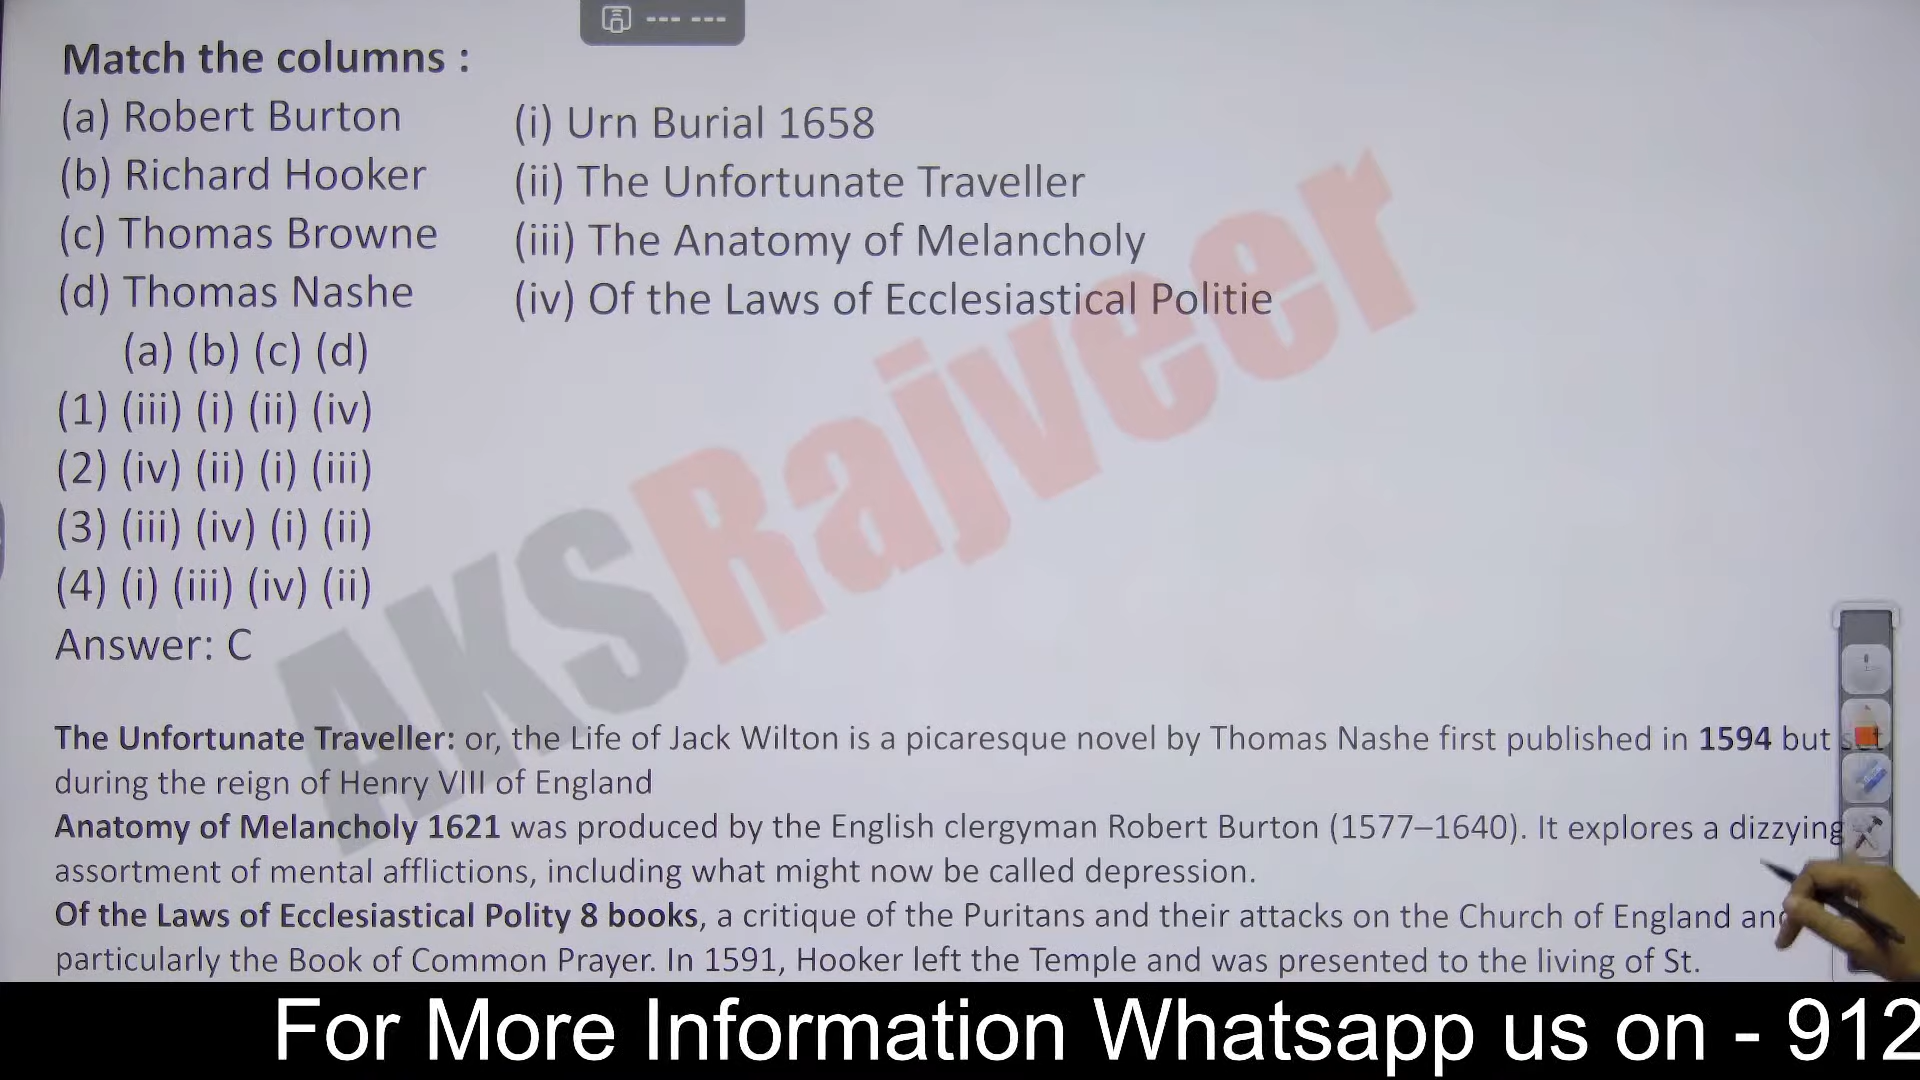 Match the columns :
(a) Robert Burton (i) Urn Burial 1658
(b) Richard Hooker (ii) The Unfortunate Traveller
(c) Thomas Browne (iii) The Anatomy of Melancholy
(d) Thomas Nashe (iv) Of the Laws of Ecclesiastical Politie
(a) (b) (c) (d)
(1) (iii) (i) (ii) (iv)
(2) (iv) (ii) (i) (iii)
(3) (iii) (iv) (i) (ii)
(4) (i) (iii) (iv) (ii)
Answer: C
AKSRajveer
The Unfortunate Traveller: or, the Life of Jack Wilton is a picaresque novel by Thomas Nashe first published in 1594 but set
during the reign of Henry VIII of England
Anatomy of Melancholy 1621 was produced by the English clergyman Robert Burton (1577–1640). It explores a dizzying
assortment of mental afflictions, including what might now be called depression.
Of the Laws of Ecclesiastical Polity 8 books, a critique of the Puritans and their attacks on the Church of England and
particularly the Book of Common Prayer. In 1591, Hooker left the Temple and was presented to the living of St.
For More Information Whatsapp us on - 912